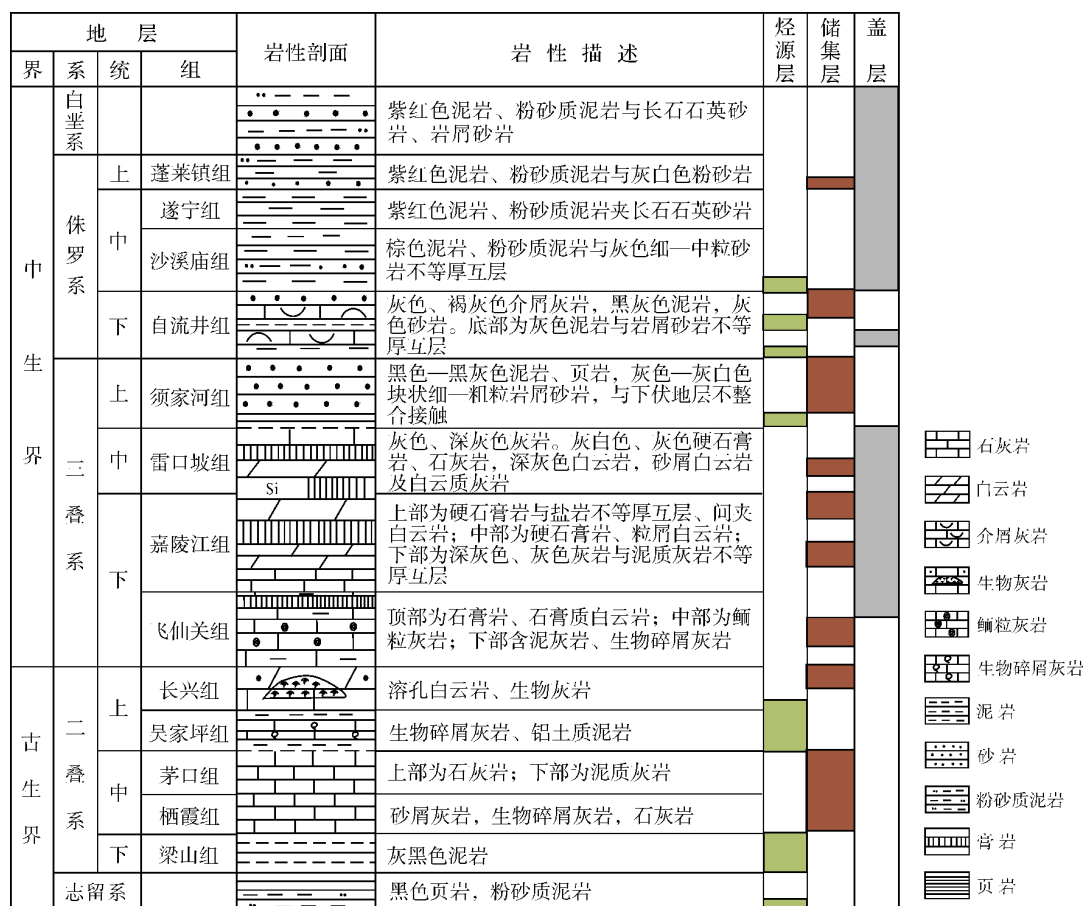 地 层
界
系
统
组
岩性剖面
岩 性 描 述
烃源层
储集层
盖层
中生界
白垩系
紫红色泥岩、粉砂质泥岩与长石石英砂
岩、岩屑砂岩
侏罗系
上
蓬莱镇组
紫红色泥岩、粉砂质泥岩与灰白色粉砂岩
中
遂宁组
紫红色泥岩、粉砂质泥岩夹长石石英砂岩
沙溪庙组
棕色泥岩、粉砂质泥岩与灰色细—中粒砂
岩不等厚互层
下
自流井组
灰色、褐灰色介屑灰岩，黑灰色泥岩，灰
色砂岩。底部为灰色泥岩与岩屑砂岩不等
厚互层
三叠系
上
须家河组
黑色—黑灰色泥岩、页岩，灰色—灰白色
块状细—粗粒岩屑砂岩，与下伏地层不整
合接触
中
雷口坡组
Si
灰色、深灰色灰岩。灰白色、灰色硬石膏
岩、石灰岩，深灰色白云岩，砂屑白云岩
及白云质灰岩
下
嘉陵江组
上部为硬石膏岩与盐岩不等厚互层、间夹
白云岩；中部为硬石膏岩、粒屑白云岩；
下部为深灰色、灰色灰岩与泥质灰岩不等
厚互层
飞仙关组
顶部为石膏岩、石膏质白云岩；中部为鲕
粒灰岩；下部含泥灰岩、生物碎屑灰岩
古生界
二叠系
上
长兴组
溶孔白云岩、生物灰岩
吴家坪组
生物碎屑灰岩、铝土质泥岩
中
茅口组
上部为石灰岩；下部为泥质灰岩
栖霞组
砂屑灰岩，生物碎屑灰岩，石灰岩
下
梁山组
灰黑色泥岩
志留系
黑色页岩，粉砂质泥岩
石灰岩
白云岩
介屑灰岩
生物灰岩
鲕粒灰岩
生物碎屑灰岩
泥岩
砂岩
粉砂质泥岩
膏岩
页岩